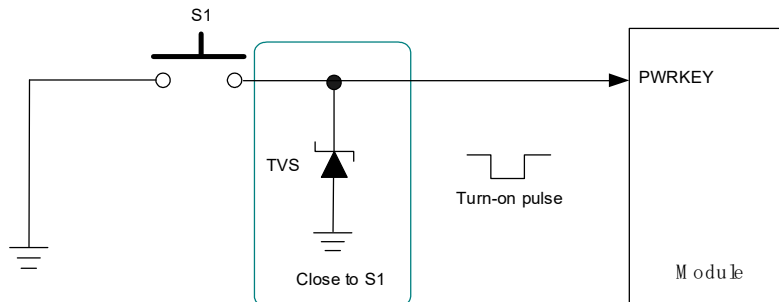 S1
PWRKEY
TVS
Turn-on pulse
Close to S1
Module